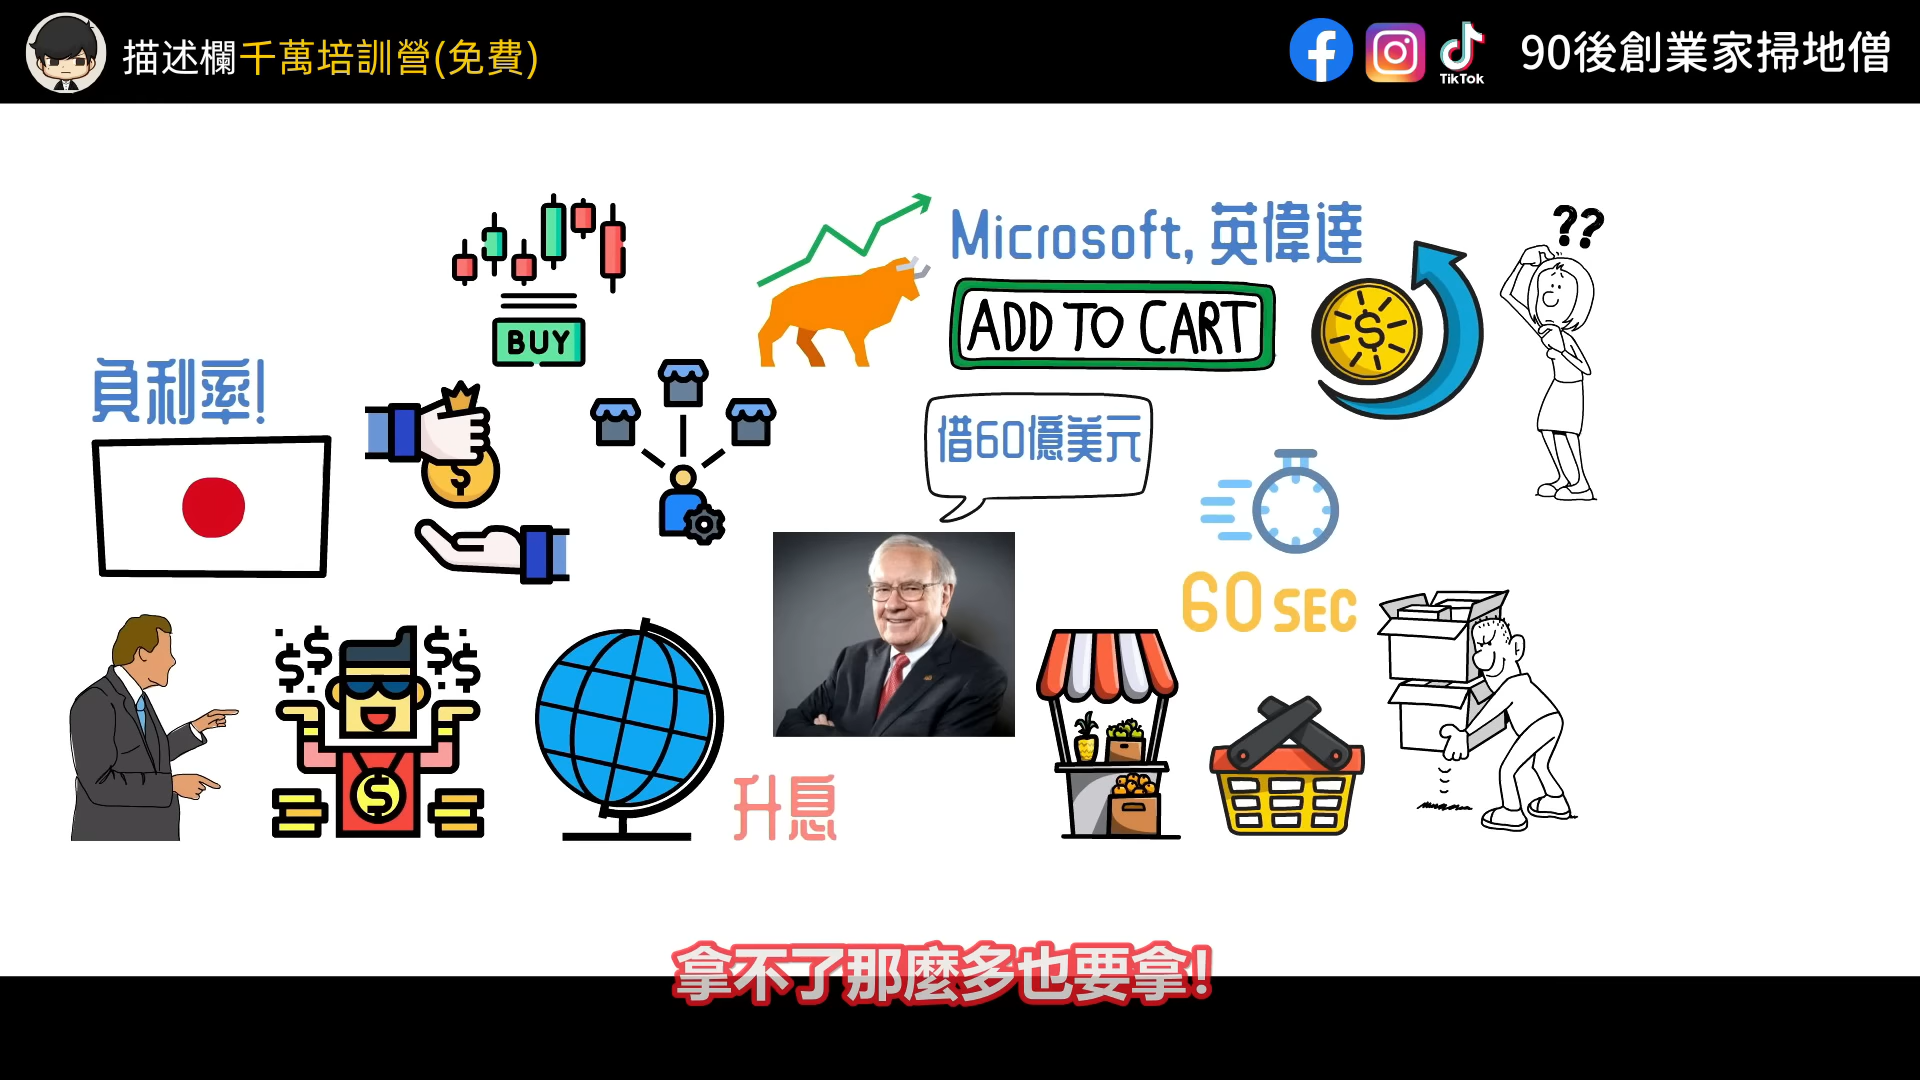 描述欄千萬培訓營(免費)
TikTok
90後創業家掃地僧
BUY
Microsoft, 英偉達
ADD TO CART
??
負利率!
借60億美元
60 SEC
升息
拿不了那麼多也要拿!